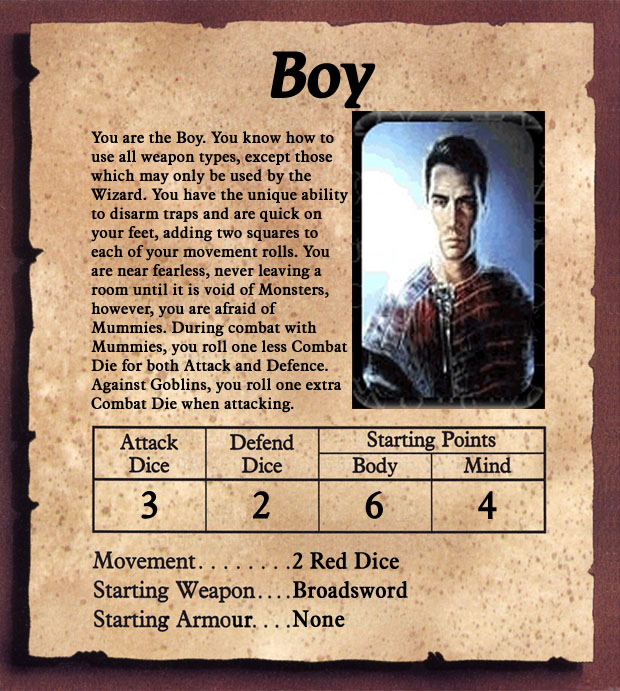 Boy
You are the Boy. You know how to
use all weapon types, except those
which may only be used by the
Wizard. You have the unique ability
to disarm traps and are quick on
your feet, adding two squares to
each of your movement rolls. You
are near fearless, never leaving a
room until it is void of Monsters,
however, you are afraid of
Mummies. During combat with
Mummies, you roll one less Combat
Die for both Attack and Defence.
Against Goblins, you roll one extra
Combat Die when attacking.
Attack Dice
Defend Dice
Starting Points
Body Mind
3 2 6 4
Movement........2 Red Dice
Starting Weapon....Broadsword
Starting Armour....None